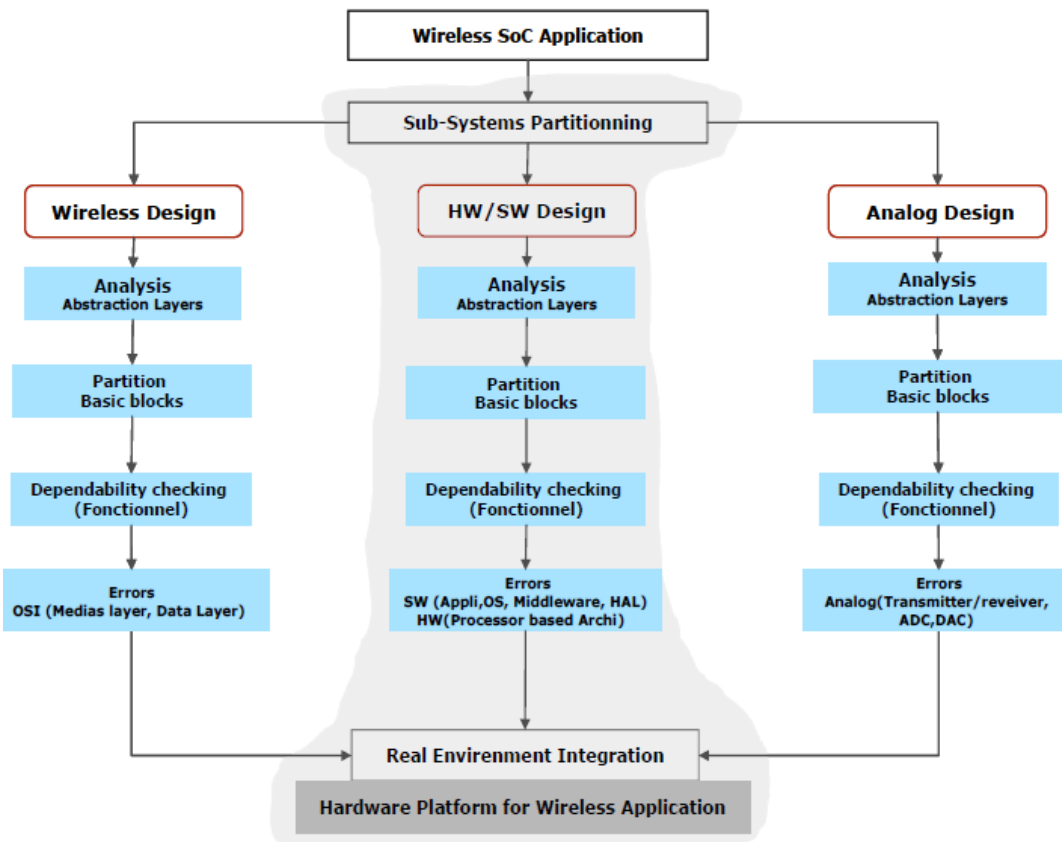 Wireless SoC Application
Sub-Systems Partitionning
Wireless Design
Analysis
Abstraction Layers
Partition
Basic blocks
Dependability checking
(Fonctionnel)
Errors
OSI (Medias layer, Data Layer)
HW/SW Design
Analysis
Abstraction Layers
Partition
Basic blocks
Dependability checking
(Fonctionnel)
Errors
SW (Appli,OS, Middleware, HAL)
HW(Processor based Archi)
Analog Design
Analysis
Abstraction Layers
Partition
Basic blocks
Dependability checking
(Fonctionnel)
Errors
Analog(Transmitter/reveiver,
ADC,DAC)
Real Envirenment Integration
Hardware Platform for Wireless Application